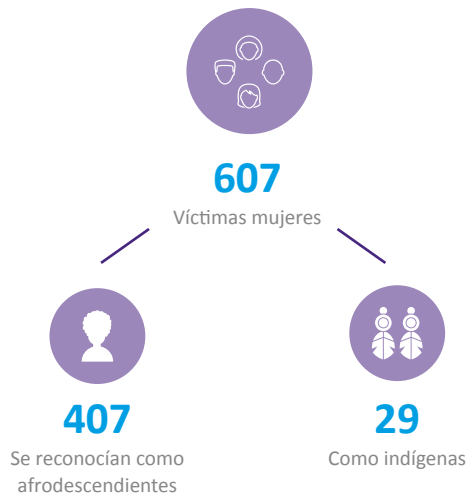 607
Víctimas mujeres
407
Se reconocían como
afrodescendientes
29
Como indígenas